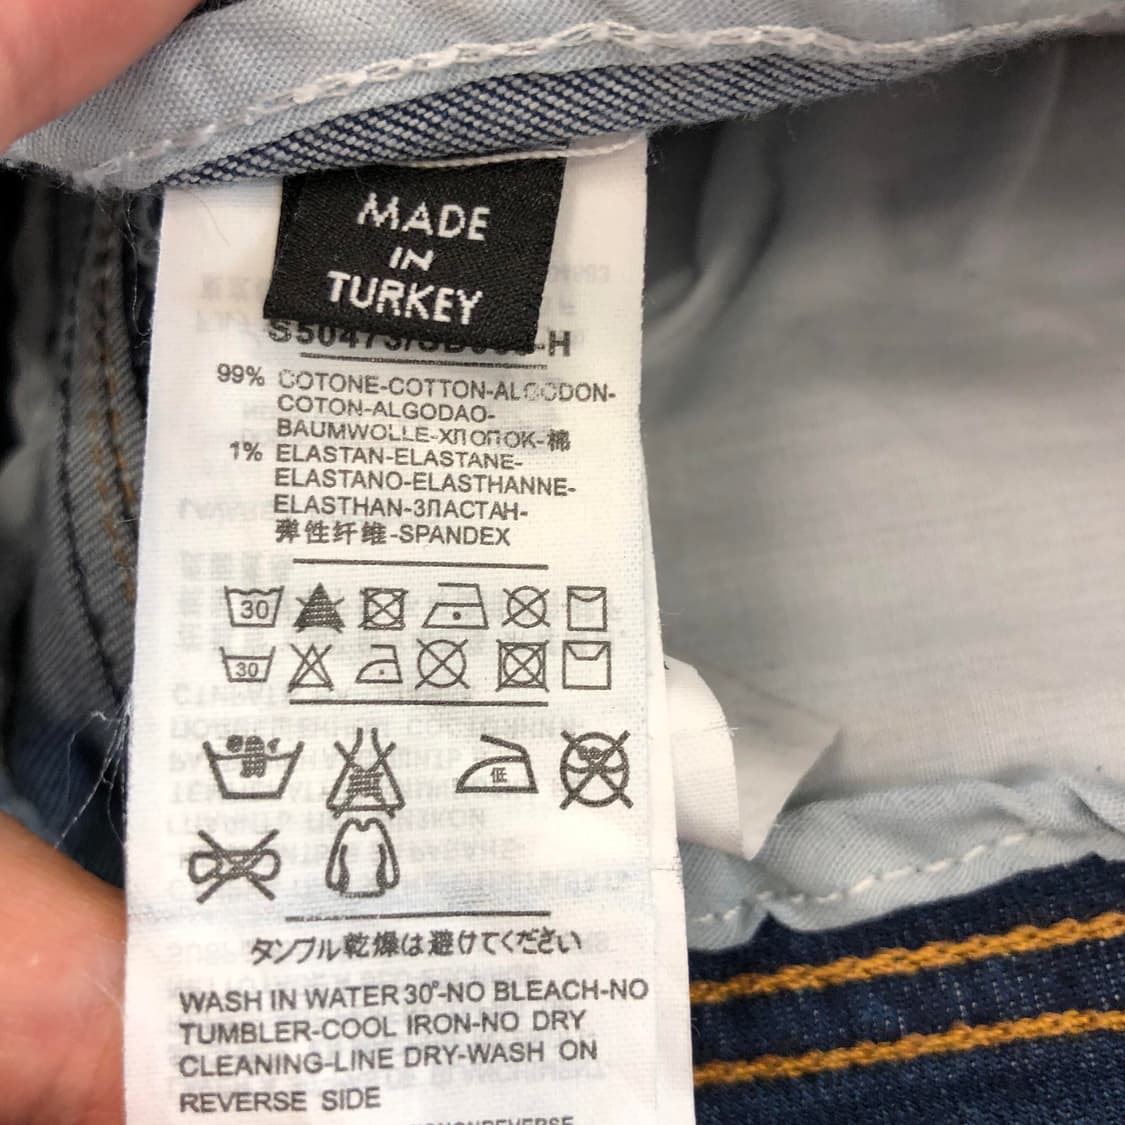 MADE
IN
TURKEY
99% COTONE-COTTON-ALGODON-
COTON-ALGODAO-
BAUMWOLLE-ХПОПОК-棉
1% ELASTAN-ELASTANE-
ELASTANO-ELASTHANNE-
ELASTHAN-ЗПАСТАН-
弹性纤维-SPANDEX
30
30
低
タンブル乾燥は避けてください
WASH IN WATER 30°-NO BLEACH-NO
TUMBLER-COOL IRON-NO DRY
CLEANING-LINE DRY-WASH ON
REVERSE SIDE